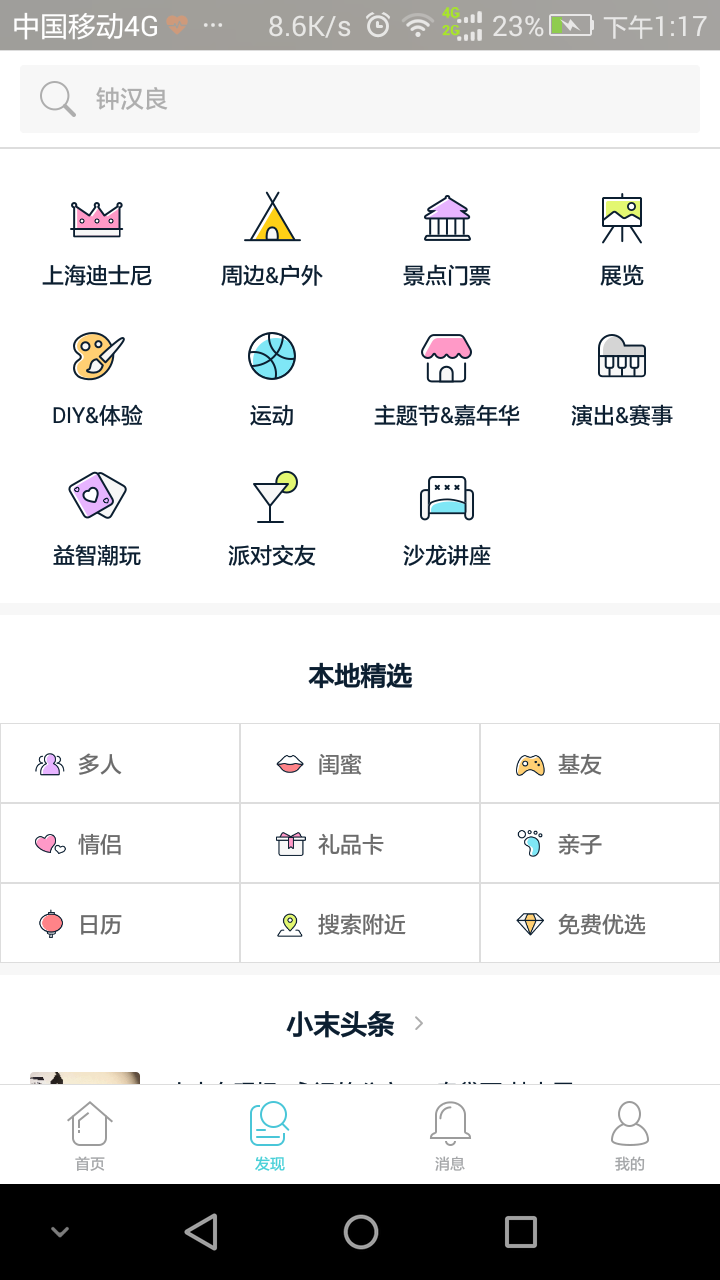 中国移动4G ... 8.6K/s 4G 2G 23% 下午1:17
钟汉良
上海迪士尼 周边&户外 景点门票 展览
DIY&体验 运动 主题节&嘉年华 演出&赛事
益智潮玩 派对交友 沙龙讲座
本地精选
多人 闺蜜 基友
情侣 礼品卡 亲子
日历 搜索附近 免费优选
小末头条
首页 发现 消息 我的